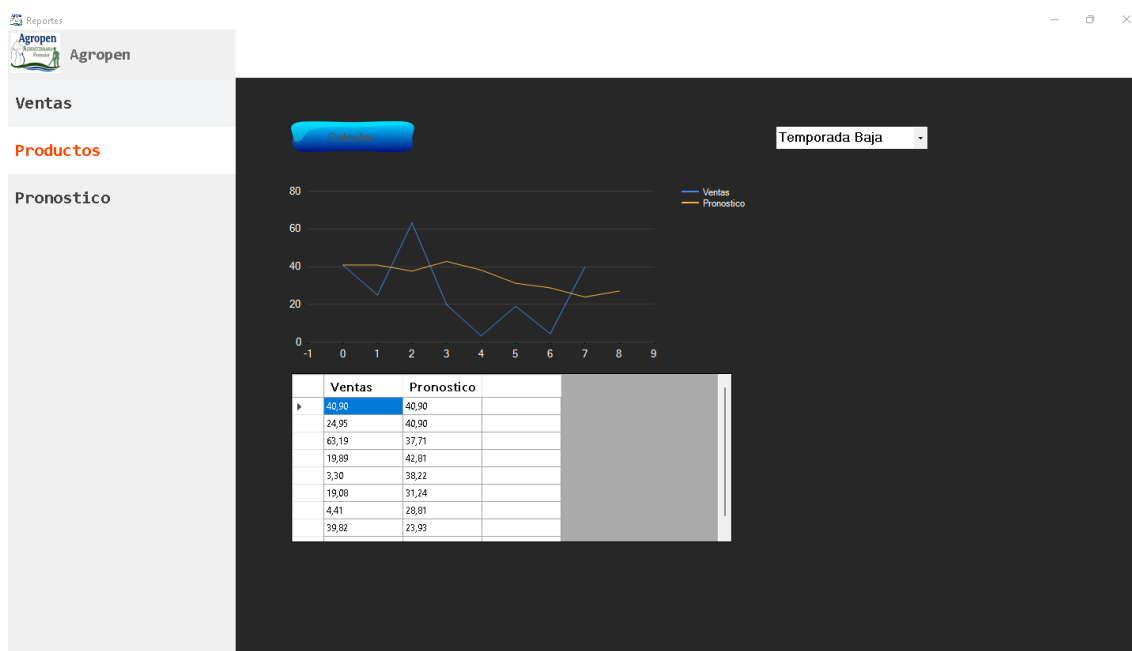 Reportes
Agropen
Agropen
Ventas
Productos
Pronostico
Temporada Baja
80
60
40
20
0
-1 0 1 2 3 4 5 6 7 8 9
Ventas
Pronostico
Ventas Pronostico
40,90 40,90
24,95 40,90
63,19 37,71
19,89 42,81
3,30 38,22
19,08 31,24
4,41 28,81
39,82 23,93